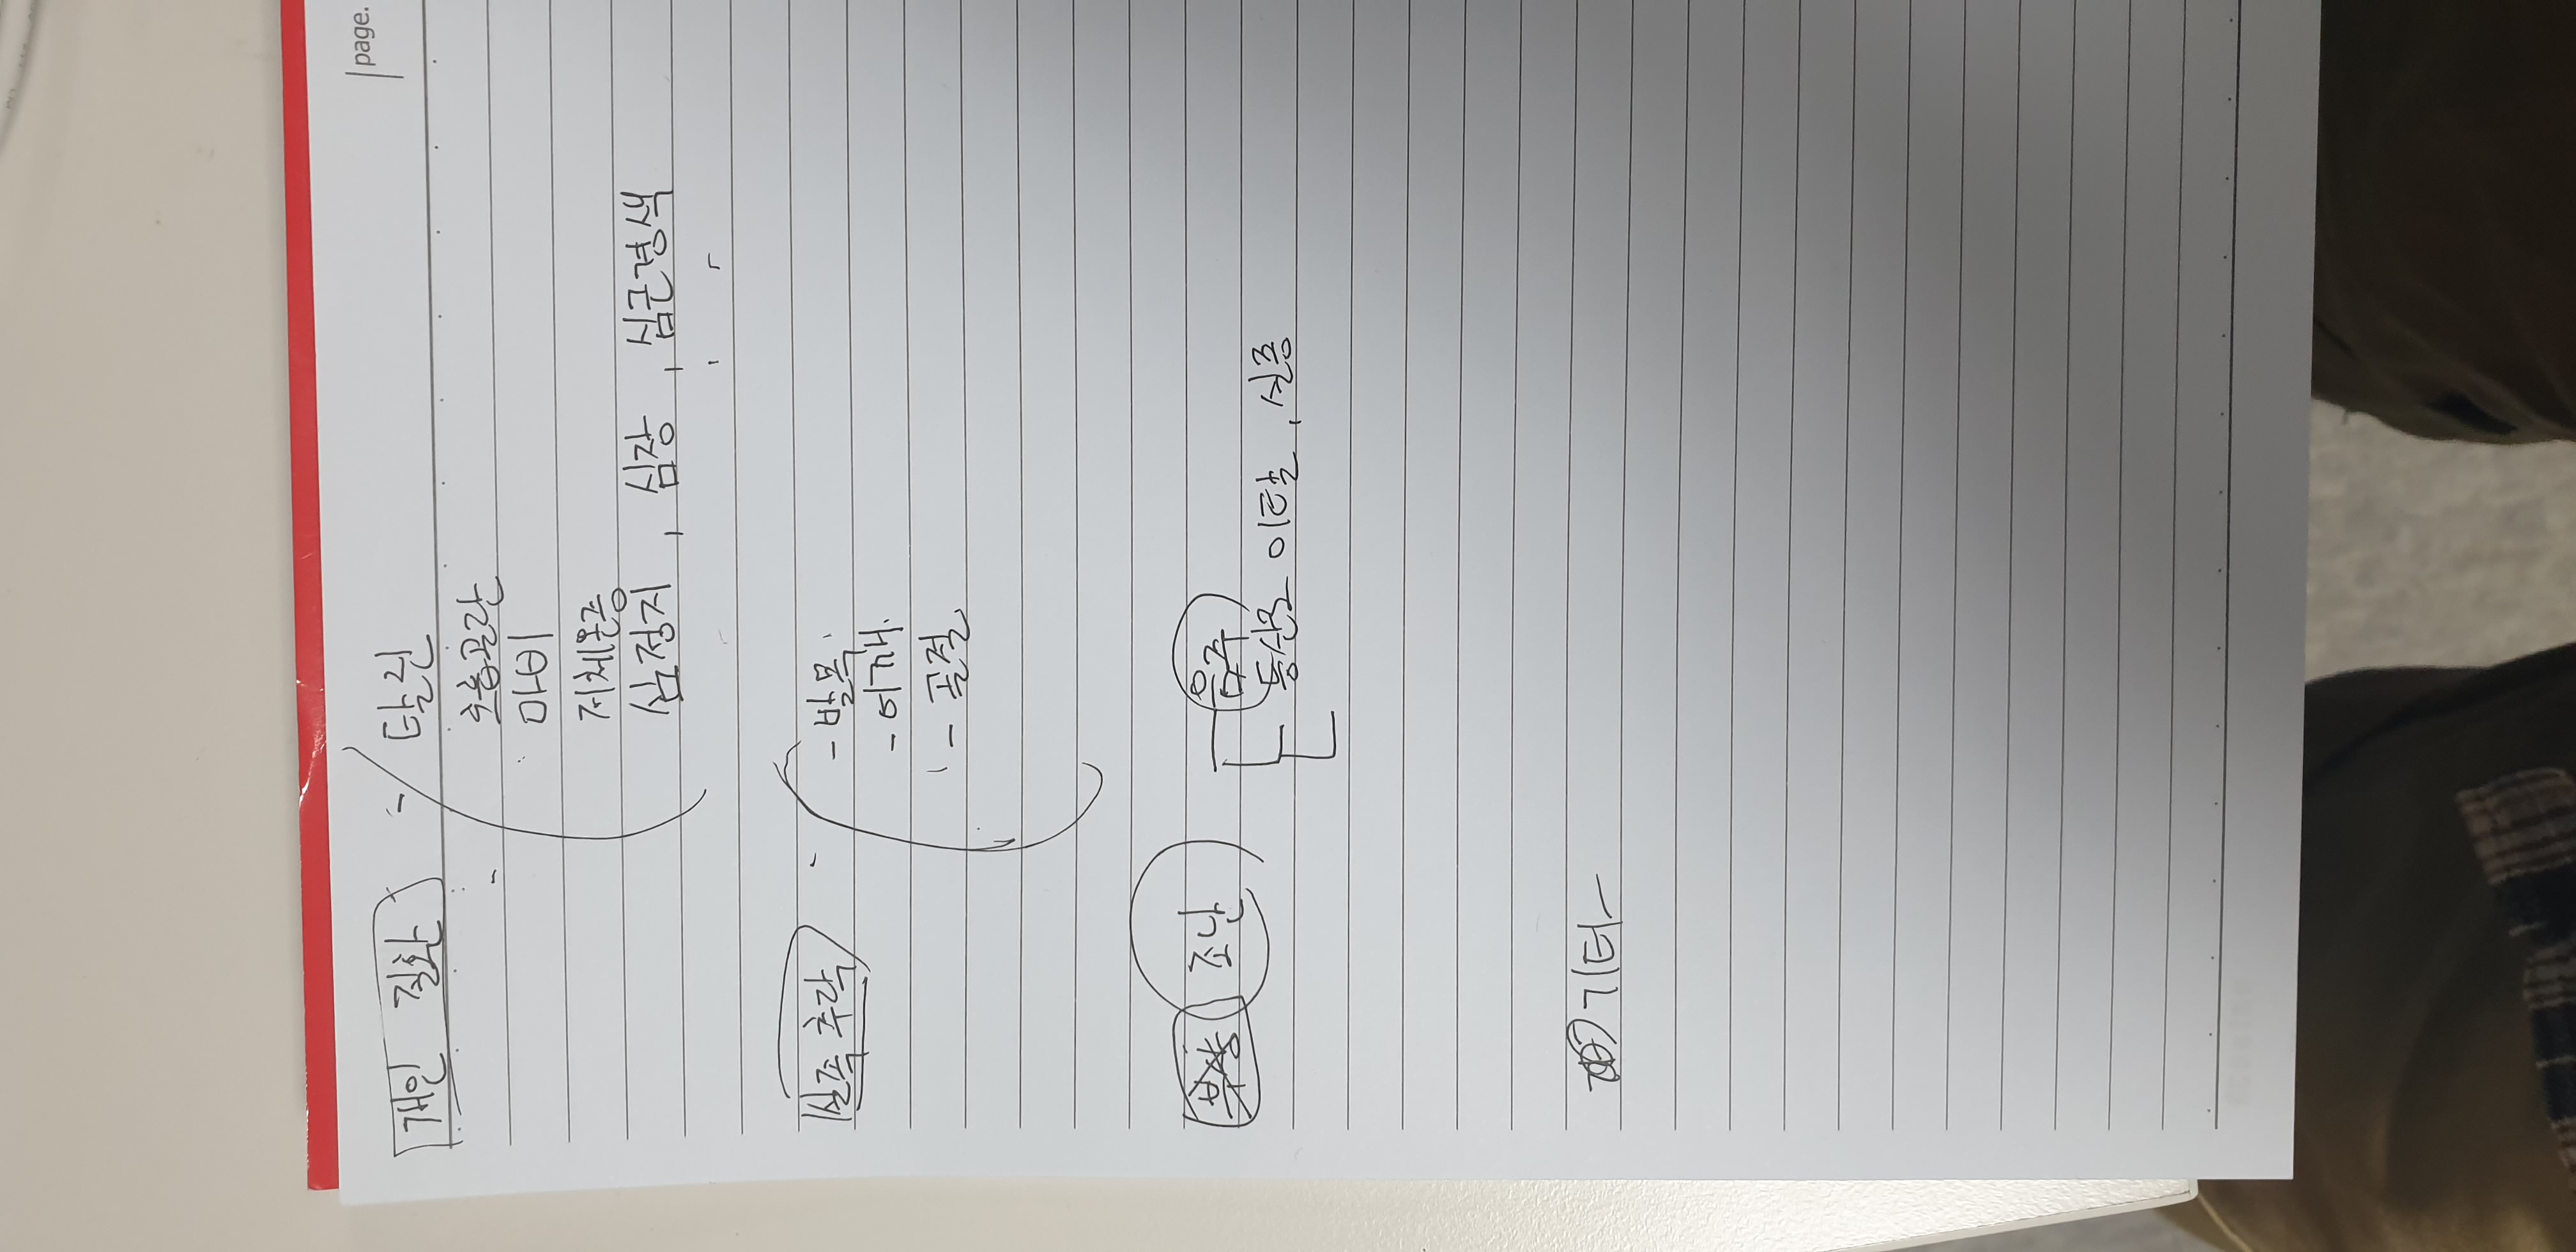 page.
개인 질환 - 탈진
호흡곤란
마비
저체온증
심정지, 심장, 심근경색
실족 추락 - - 발목
- 어깨
- 골절
조난 음주
등산로 이탈, 실종
기타